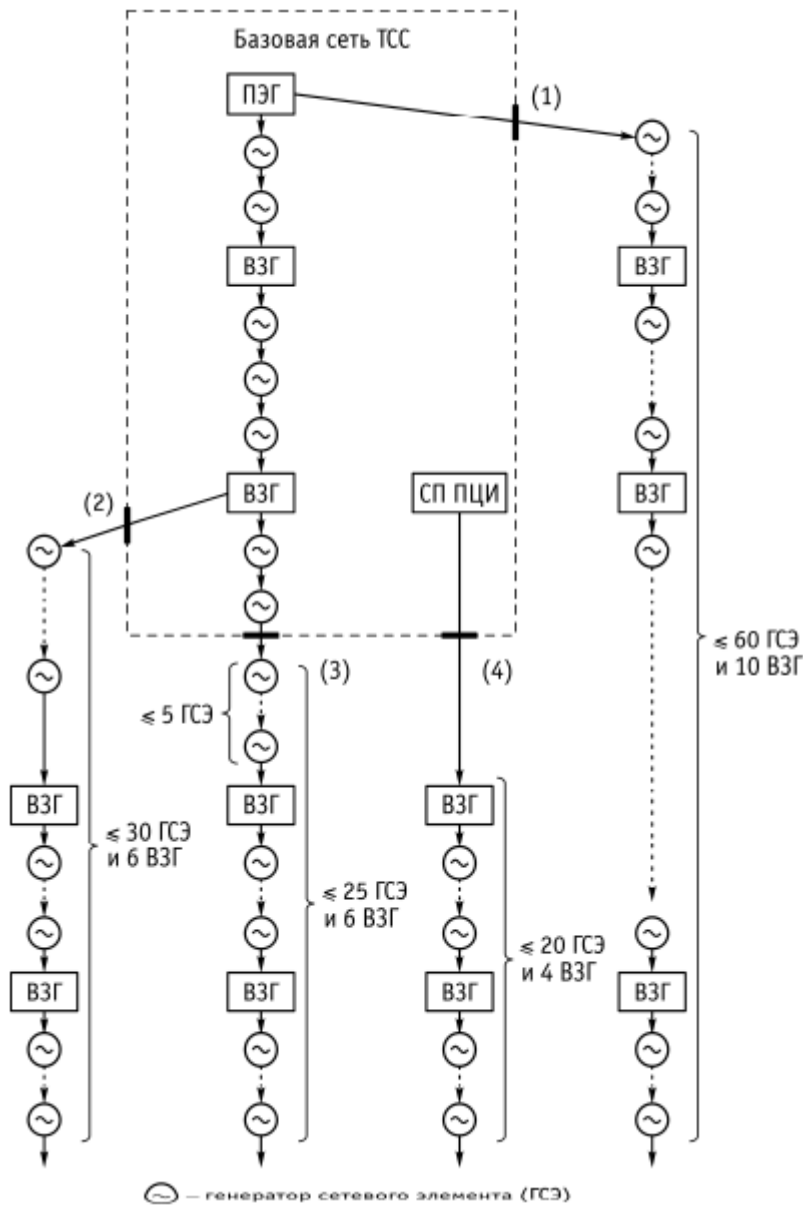 Базовая сеть ТСС
ПЭГ
(1)
ВЗГ
ВЗГ
ВЗГ
СП ПЦИ
ВЗГ
(2)
≤ 60 ГСЭ
и 10 ВЗГ
(3)
(4)
≤ 5 ГСЭ
ВЗГ
ВЗГ
ВЗГ
≤ 30 ГСЭ
и 6 ВЗГ
≤ 25 ГСЭ
и 6 ВЗГ
≤ 20 ГСЭ
и 4 ВЗГ
ВЗГ
ВЗГ
ВЗГ
ВЗГ
– генератор сетевого элемента (ГСЭ)